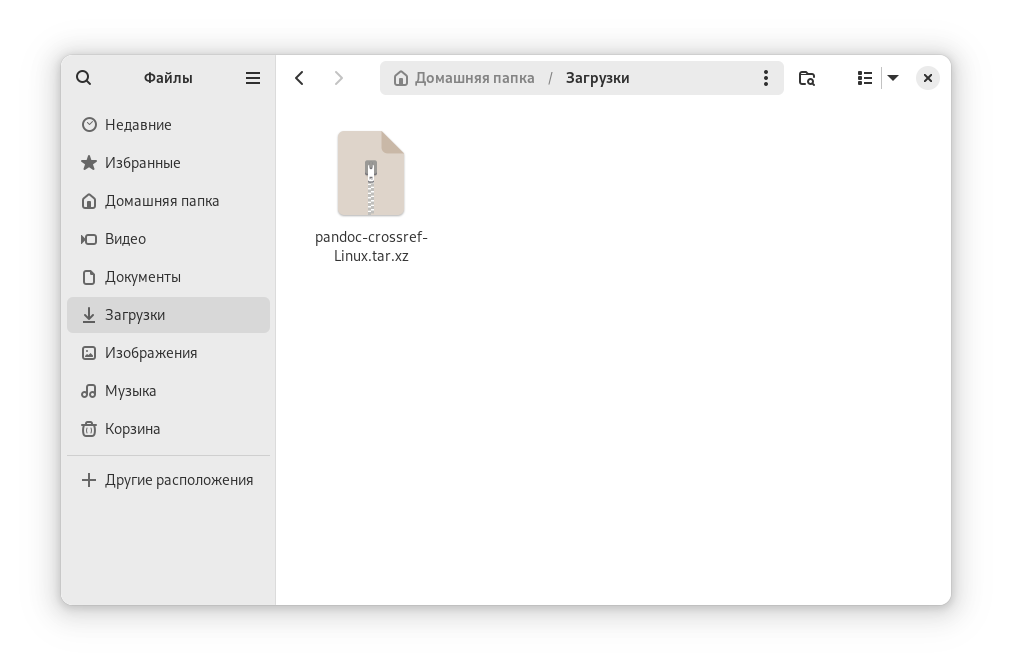 Файлы
Домашняя папка / Загрузки
Недавние
Избранные
Домашняя папка
Видео
Документы
Загрузки
Изображения
Музыка
Корзина
Другие расположения
pandoc-crossref-
Linux.tar.xz